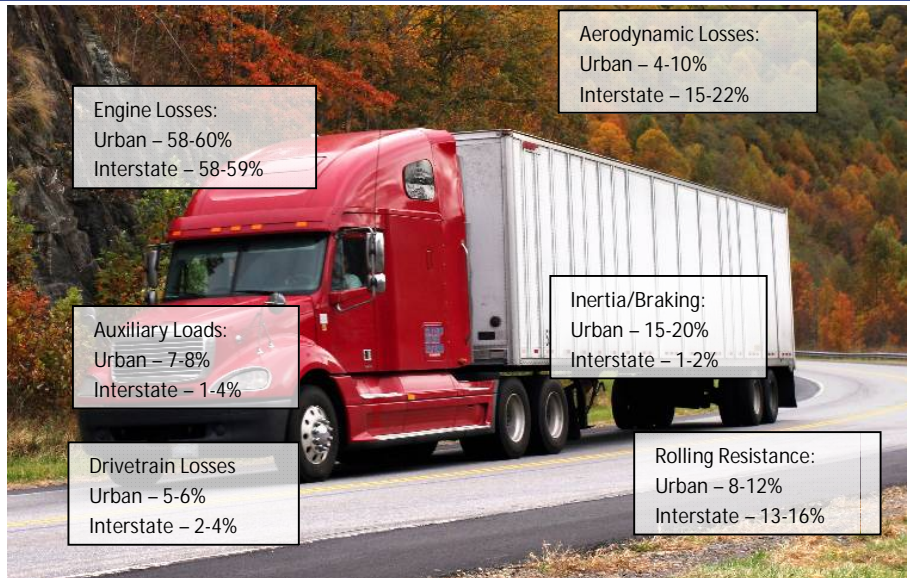 Aerodynamic Losses:
Urban – 4-10%
Interstate – 15-22%
Engine Losses:
Urban – 58-60%
Interstate – 58-59%
Inertia/Braking:
Urban – 15-20%
Interstate – 1-2%
Auxiliary Loads:
Urban – 7-8%
Interstate – 1-4%
Drivetrain Losses
Urban – 5-6%
Interstate – 2-4%
Rolling Resistance:
Urban – 8-12%
Interstate – 13-16%